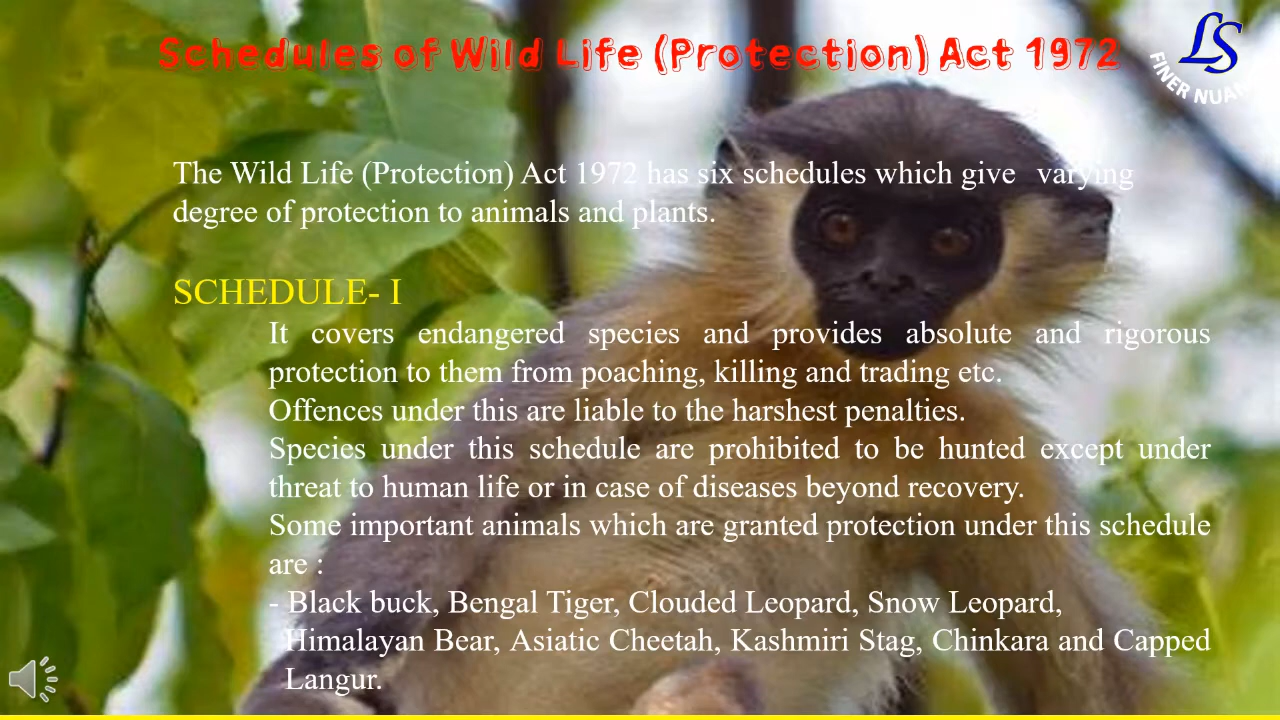 Schedules of Wild Life (Protection) Act 1972
LS
FINER
The Wild Life (Protection) Act 1972 has six schedules which give varying
degree of protection to animals and plants.
SCHEDULE- I
It covers endangered species and provides absolute and rigorous
protection to them from poaching, killing and trading etc.
Offences under this are liable to the harshest penalties.
Species under this schedule are prohibited to be hunted except under
threat to human life or in case of diseases beyond recovery.
Some important animals which are granted protection under this schedule
are :
- Black buck, Bengal Tiger, Clouded Leopard, Snow Leopard,
Himalayan Bear, Asiatic Cheetah, Kashmiri Stag, Chinkara and Capped
Langur.